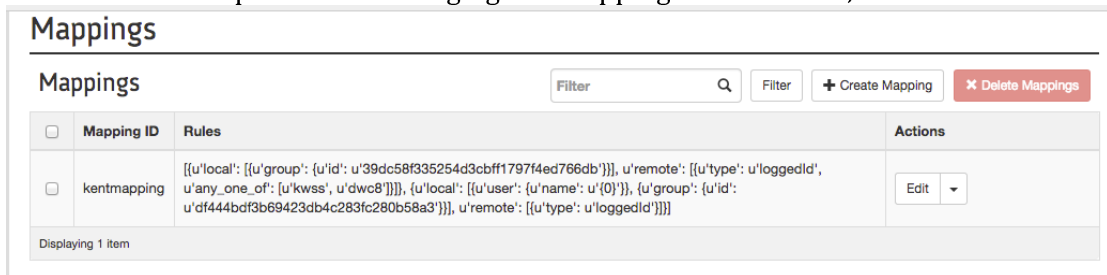 Mappings
Mappings
Filter
Filter
+ Create Mapping
× Delete Mappings
Mapping ID
Rules
Actions
kentmapping
[{u'local': [{u'group': {u'id': u'39dc58f335254d3cbff1797f4ed766db'}}], u'remote': [{u'type': u'loggedId',
u'any_one_of': [u'kwss', u'dwc8']}]}, {u'local': [{u'user': {u'name': u'{0}'}}, {u'group': {u'id':
u'df444bdf3b69423db4c283fc280b58a3'}}], u'remote': [{u'type': u'loggedId'}]}]
Edit
Displaying 1 item